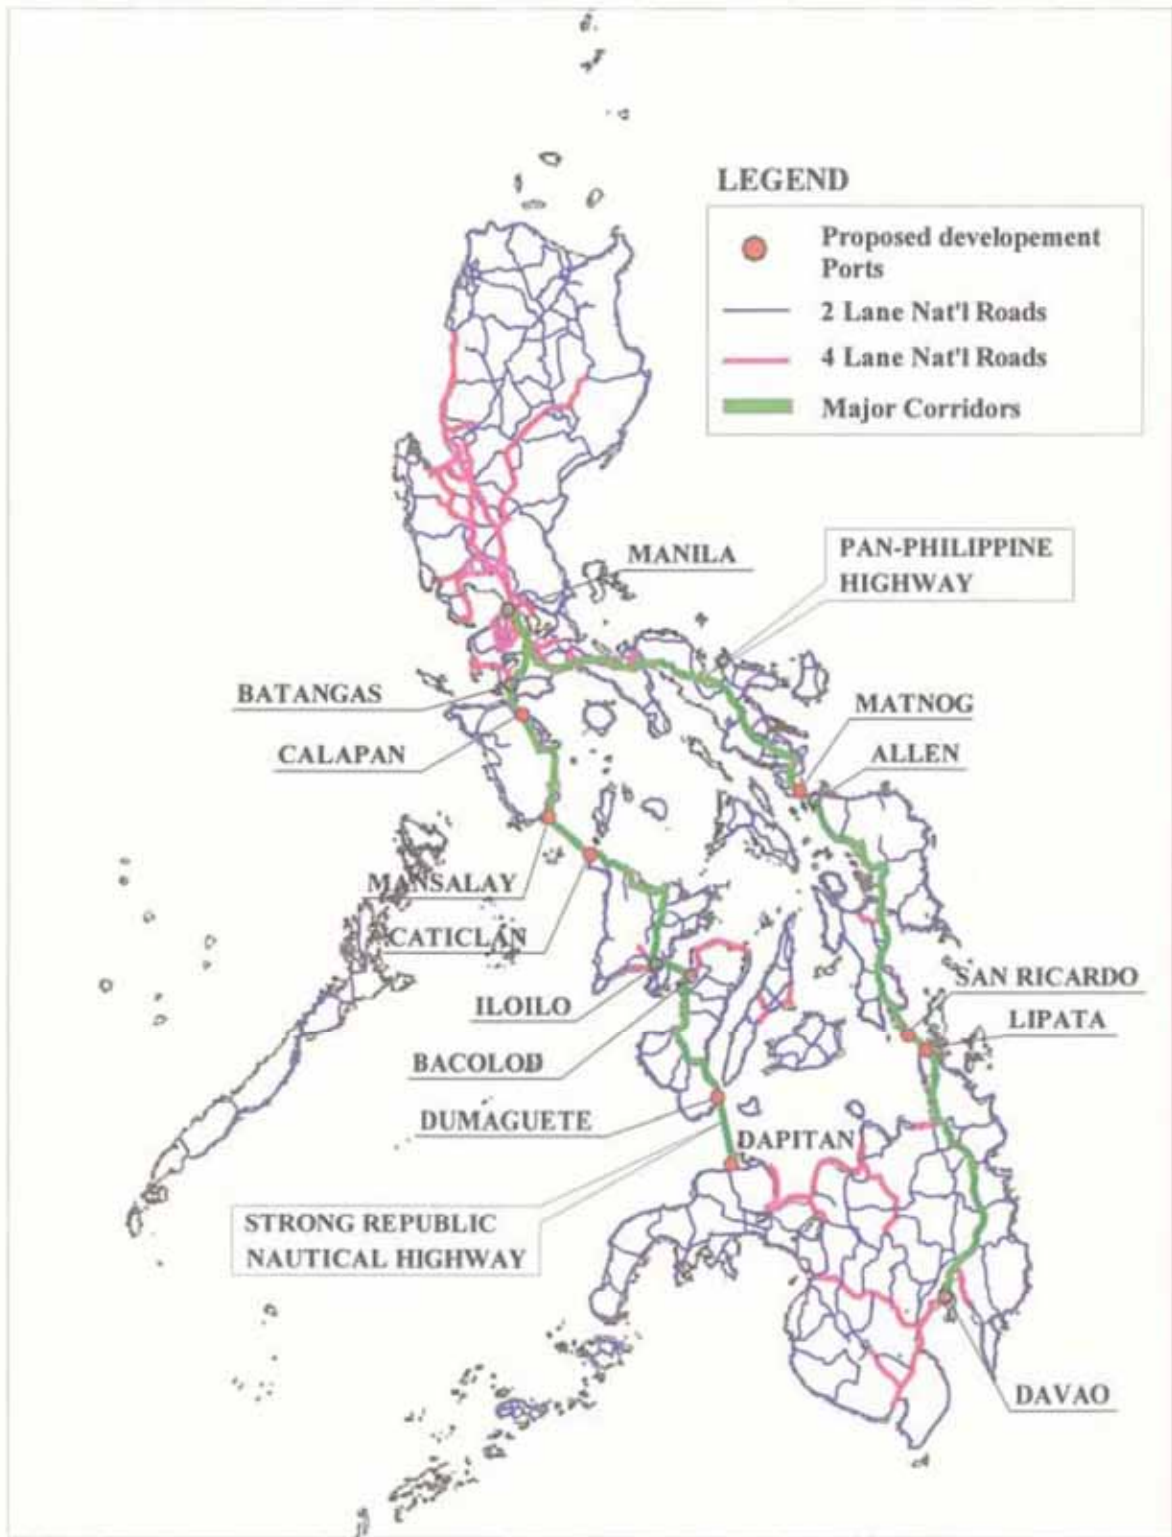 LEGEND
Proposed developement
Ports
2 Lane Nat'l Roads
4 Lane Nat'l Roads
Major Corridors
MANILA
PAN-PHILIPPINE
HIGHWAY
BATANGAS
MATNOG
CALAPAN
ALLEN
MANSALAY
CATICLAN
SAN RICARDO
ILOILO
LIPATA
BACOLOD
DUMAGUETE
DAPITAN
STRONG REPUBLIC
NAUTICAL HIGHWAY
DAVAO